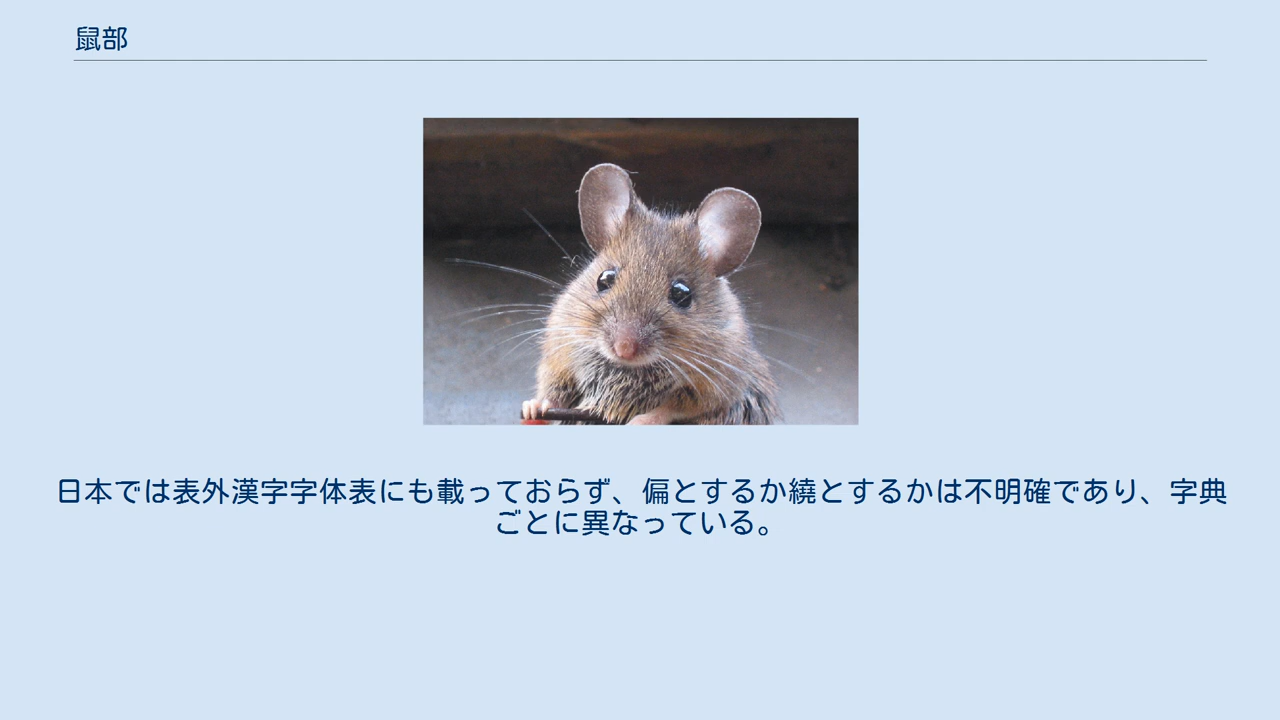 鼠部
日本では表外漢字字体表にも載っておらず、偏とするか繞とするかは不明確であり、字典
ごとに異なっている。